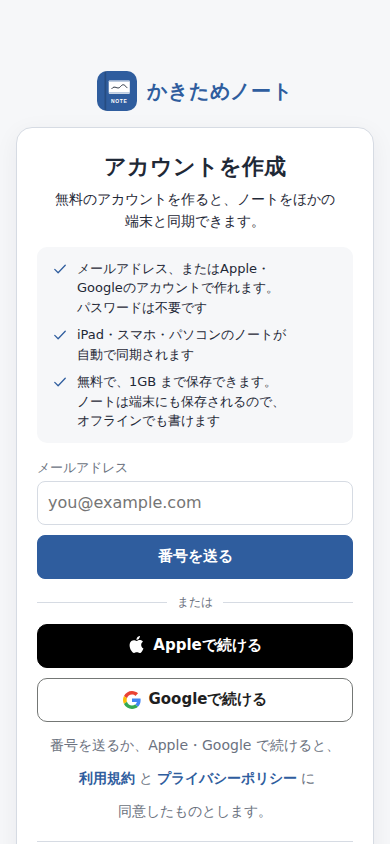 NOTE
かきためノート
アカウントを作成
無料のアカウントを作ると、ノートをほかの
端末と同期できます。
メールアドレス、またはApple・
Googleのアカウントで作れます。
パスワードは不要です
iPad・スマホ・パソコンのノートが
自動で同期されます
無料で、1GB まで保存できます。
ノートは端末にも保存されるので、
オフラインでも書けます
メールアドレス
you@example.com
番号を送る
または
Appleで続ける
Googleで続ける
番号を送るか、Apple・Google で続けると、
利用規約 と プライバシーポリシー に
同意したものとします。